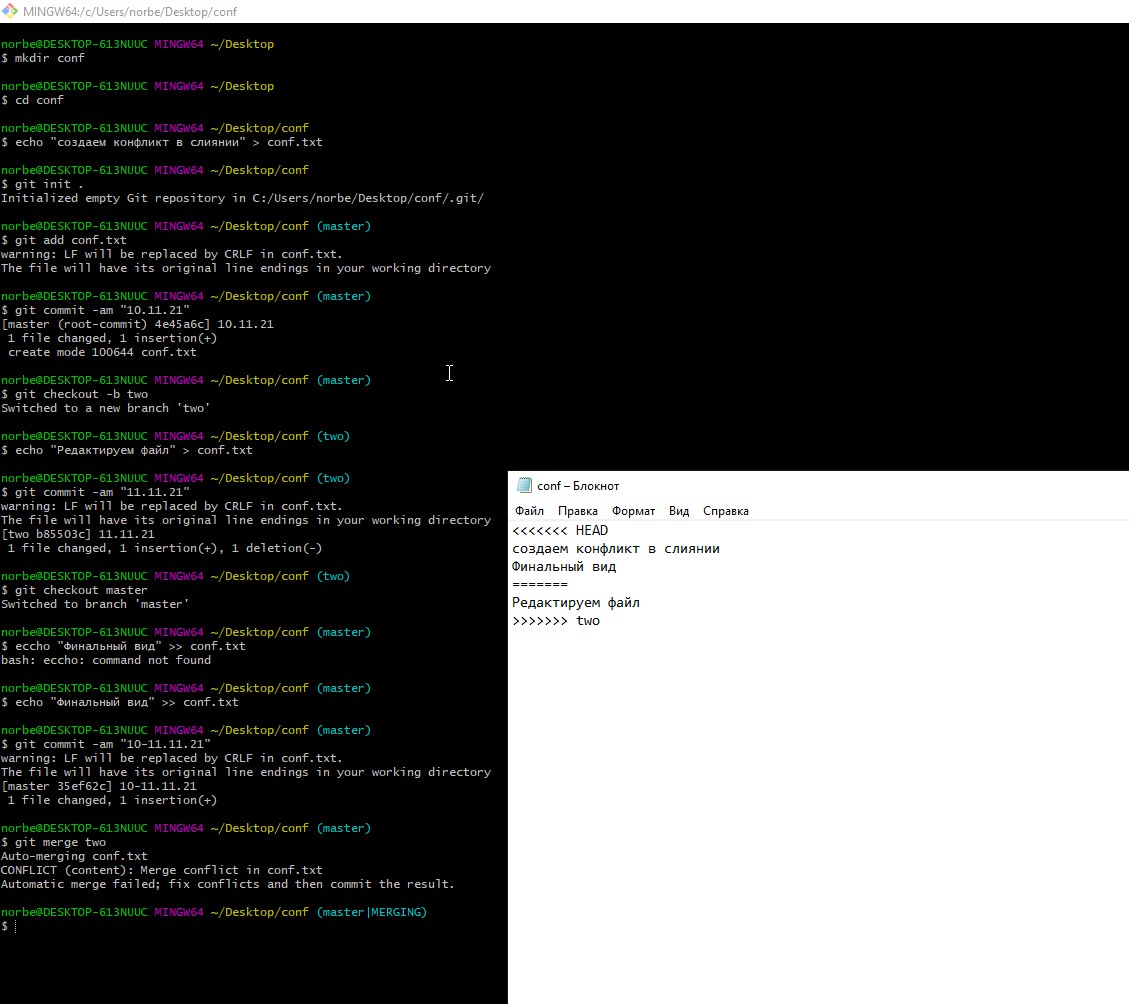 MINGW64:/c/Users/norbe/Desktop/conf
norbe@DESKTOP-613NUUC MINGW64 ~/Desktop
$ mkdir conf
norbe@DESKTOP-613NUUC MINGW64 ~/Desktop
$ cd conf
norbe@DESKTOP-613NUUC MINGW64 ~/Desktop/conf
$ echo "создаем конфликт в слиянии" > conf.txt
norbe@DESKTOP-613NUUC MINGW64 ~/Desktop/conf
$ git init .
Initialized empty Git repository in C:/Users/norbe/Desktop/conf/.git/
norbe@DESKTOP-613NUUC MINGW64 ~/Desktop/conf (master)
$ git add conf.txt
warning: LF will be replaced by CRLF in conf.txt.
The file will have its original line endings in your working directory
norbe@DESKTOP-613NUUC MINGW64 ~/Desktop/conf (master)
$ git commit -am "10.11.21"
[master (root-commit) 4e45a6c] 10.11.21
 1 file changed, 1 insertion(+)
 create mode 100644 conf.txt
norbe@DESKTOP-613NUUC MINGW64 ~/Desktop/conf (master)
$ git checkout -b two
Switched to a new branch 'two'
norbe@DESKTOP-613NUUC MINGW64 ~/Desktop/conf (two)
$ echo "Редактируем файл" > conf.txt
norbe@DESKTOP-613NUUC MINGW64 ~/Desktop/conf (two)
$ git commit -am "11.11.21"
warning: LF will be replaced by CRLF in conf.txt.
The file will have its original line endings in your working directory
[two b85503c] 11.11.21
 1 file changed, 1 insertion(+), 1 deletion(-)
norbe@DESKTOP-613NUUC MINGW64 ~/Desktop/conf (two)
$ git checkout master
Switched to branch 'master'
norbe@DESKTOP-613NUUC MINGW64 ~/Desktop/conf (master)
$ eccho "Финальный вид" >> conf.txt
bash: eccho: command not found
norbe@DESKTOP-613NUUC MINGW64 ~/Desktop/conf (master)
$ echo "Финальный вид" >> conf.txt
norbe@DESKTOP-613NUUC MINGW64 ~/Desktop/conf (master)
$ git commit -am "10-11.11.21"
warning: LF will be replaced by CRLF in conf.txt.
The file will have its original line endings in your working directory
[master 35ef62c] 10-11.11.21
 1 file changed, 1 insertion(+)
norbe@DESKTOP-613NUUC MINGW64 ~/Desktop/conf (master)
$ git merge two
Auto-merging conf.txt
CONFLICT (content): Merge conflict in conf.txt
Automatic merge failed; fix conflicts and then commit the result.
norbe@DESKTOP-613NUUC MINGW64 ~/Desktop/conf (master|MERGING)
$
conf – Блокнот
Файл Правка Формат Вид Справка
<<<<<<< HEAD
создаем конфликт в слиянии
Финальный вид
=======
Редактируем файл
>>>>>>> two